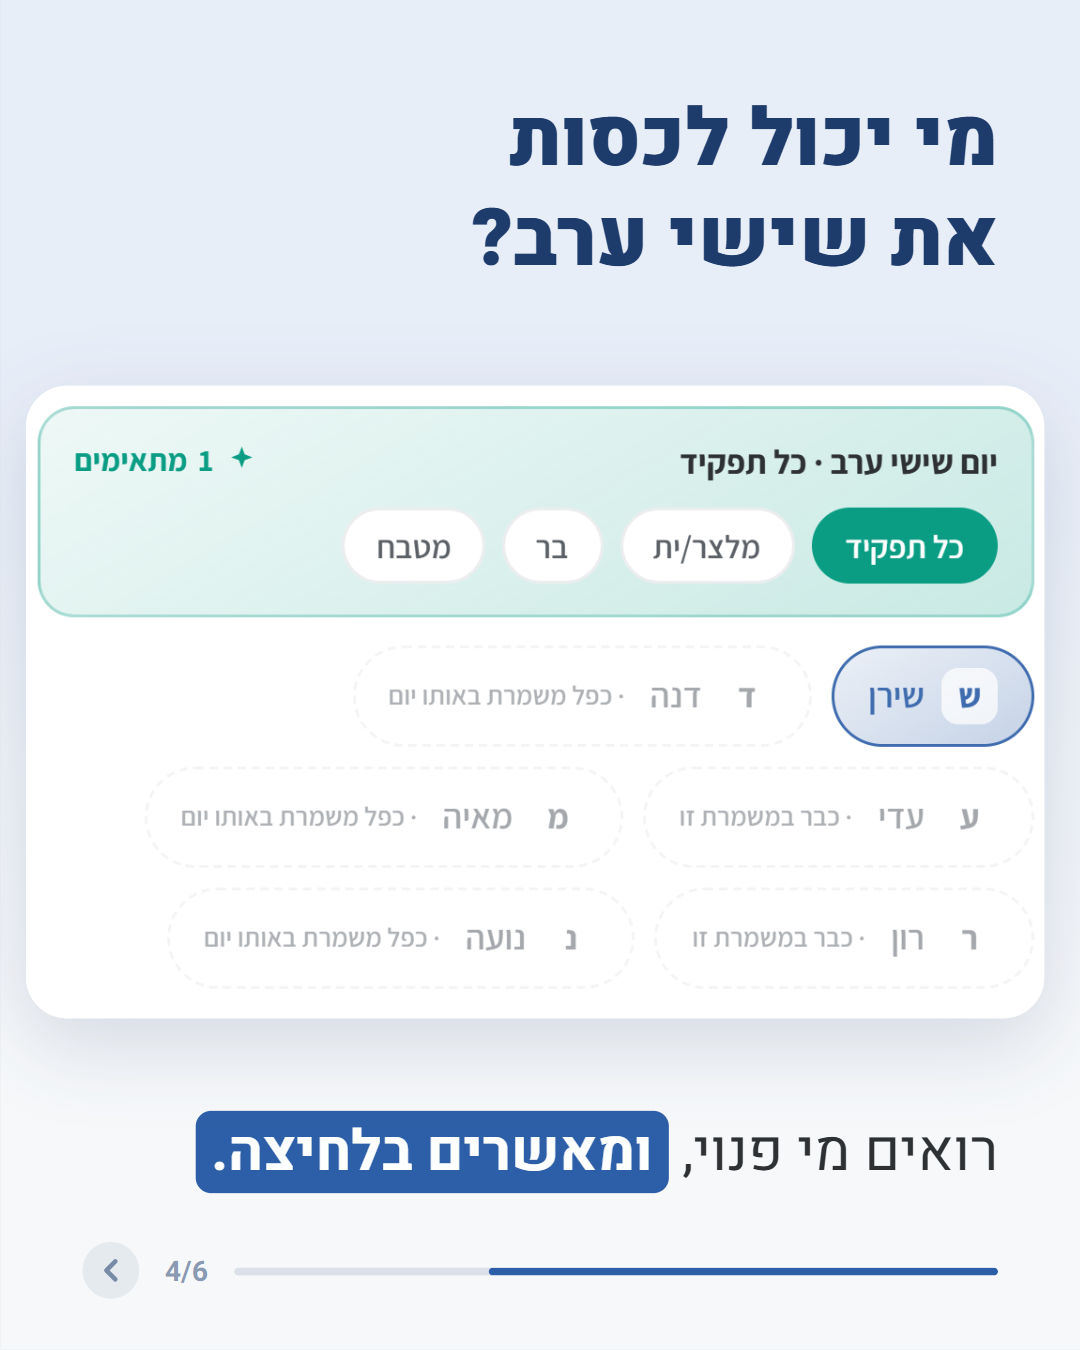 מי יכול לכסות
את שישי ערב?
יום שישי ערב · כל תפקיד
1 מתאימים
כל תפקיד
מלצר/ית
בר
מטבח
ש שירן
ד דנה · כפל משמרת באותו יום
ע עדי · כבר במשמרת זו
מ מאיה · כפל משמרת באותו יום
ר רון · כבר במשמרת זו
נ נועה · כפל משמרת באותו יום
רואים מי פנוי, ומאשרים בלחיצה.
4/6